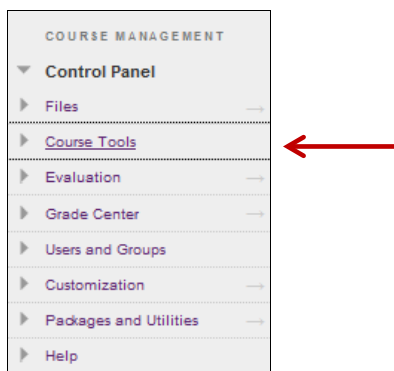 COURSE MANAGEMENT
Control Panel
Files
Course Tools
Evaluation
Grade Center
Users and Groups
Customization
Packages and Utilities
Help